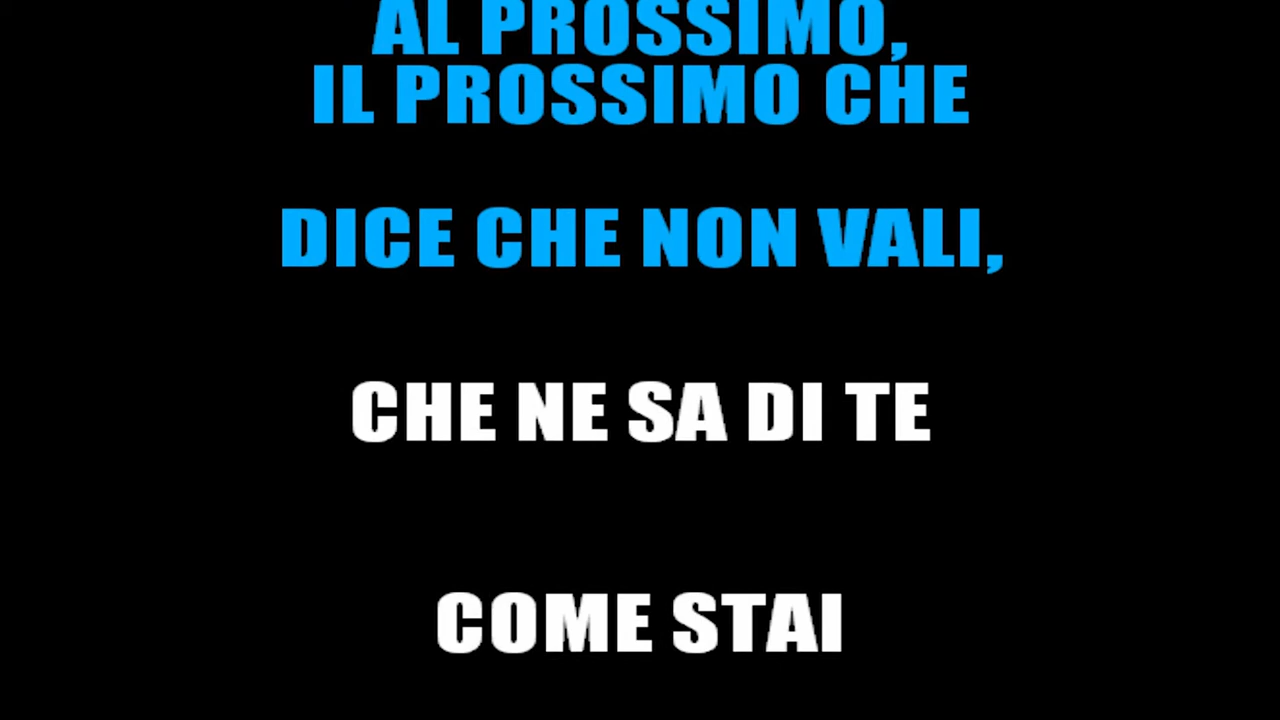 AL PROSSIMO,
IL PROSSIMO CHE
DICE CHE NON VALI,
CHE NE SA DI TE
COME STAI